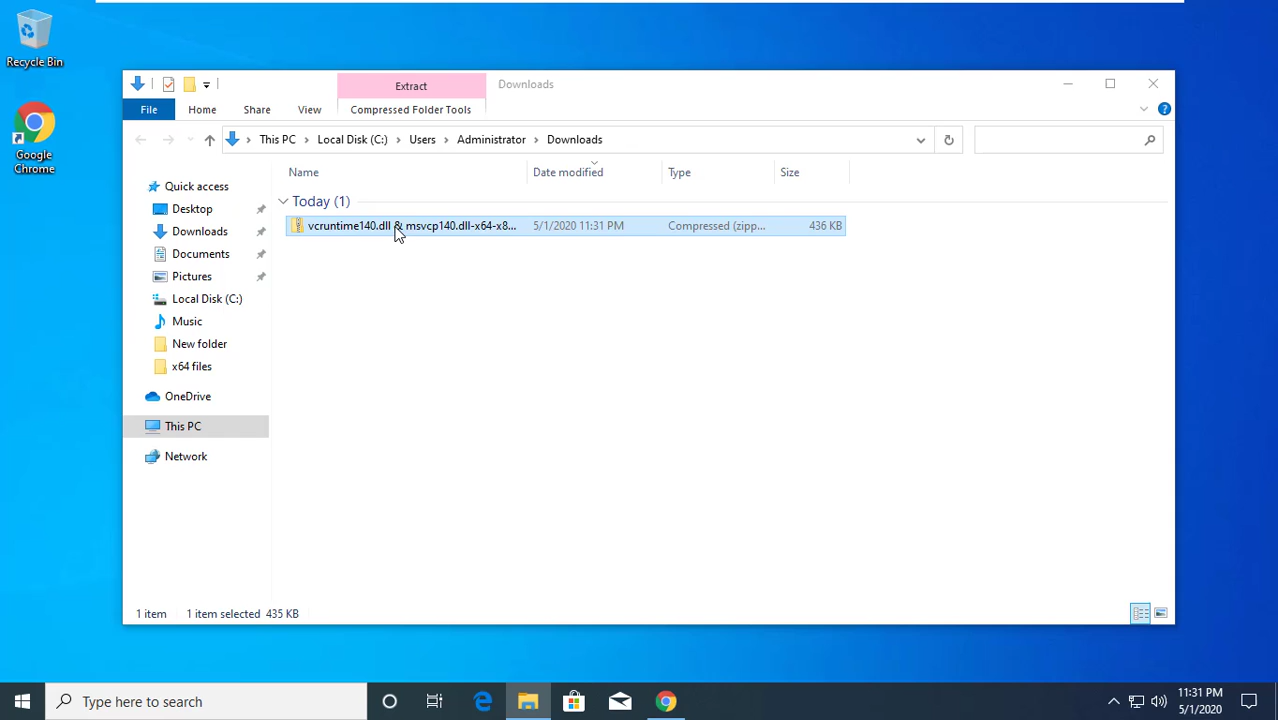 Recycle Bin
Google
Chrome
Extract
Downloads
File
Home
Share
View
Compressed Folder Tools
This PC > Local Disk (C:) > Users > Administrator > Downloads
Name
Date modified
Type
Size
Today (1)
vcruntime140.dll & msvcp140.dll-x64-x8...
5/1/2020 11:31 PM
Compressed (zipp...
436 KB
Quick access
Desktop
Downloads
Documents
Pictures
Local Disk (C:)
Music
New folder
x64 files
OneDrive
This PC
Network
1 item
1 item selected 435 KB
Type here to search
11:31 PM
5/1/2020